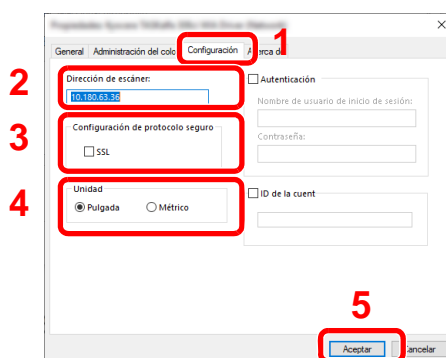 1
General Administración del colo Configuración Acerca de
2
Dirección de escáner:
10.180.63.36
Autenticación
Nombre de usuario de inicio de sesión:
Contraseña:
3
Configuración de protocolo seguro
SSL
4
Unidad
Pulgada Métrico
ID de la cuent
5
Aceptar Cancelar